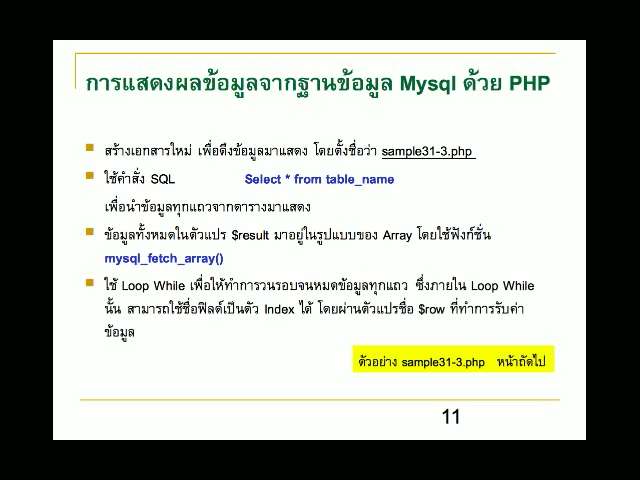 การแสดงผลข้อมูลจากฐานข้อมูล Mysql ด้วย PHP
สร้างเอกสารใหม่ เพื่อดึงข้อมูลมาแสดง โดยตั้งชื่อว่า sample31-3.php
ใช้คำสั่ง SQL Select * from table_name
เพื่อนำข้อมูลทุกแถวจากตารางมาแสดง
ข้อมูลทั้งหมดในตัวแปร $result มาอยู่ในรูปแบบของ Array โดยใช้ฟังก์ชั่น
mysql_fetch_array()
ใช้ Loop While เพื่อให้ทำการวนรอบจนหมดข้อมูลทุกแถว ซึ่งภายใน Loop While
นั้น สามารถใช้ชื่อฟิลด์เป็นตัว Index ได้ โดยผ่านตัวแปรชื่อ $row ที่ทำการรับค่า
ข้อมูล
ตัวอย่าง sample31-3.php หน้าถัดไป
11